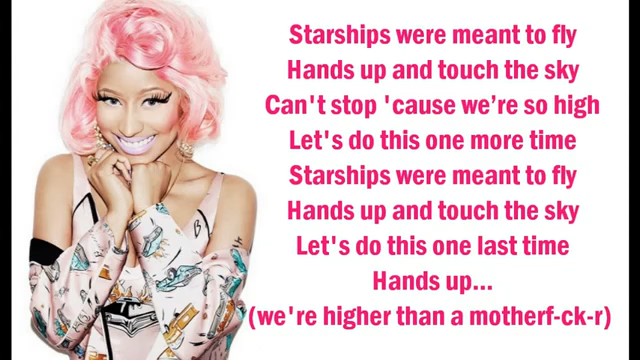 Starships were meant to fly
Hands up and touch the sky
Can't stop 'cause we’re so high
Let's do this one more time
Starships were meant to fly
Hands up and touch the sky
Let's do this one last time
Hands up...
(we're higher than a motherf-ck-r)